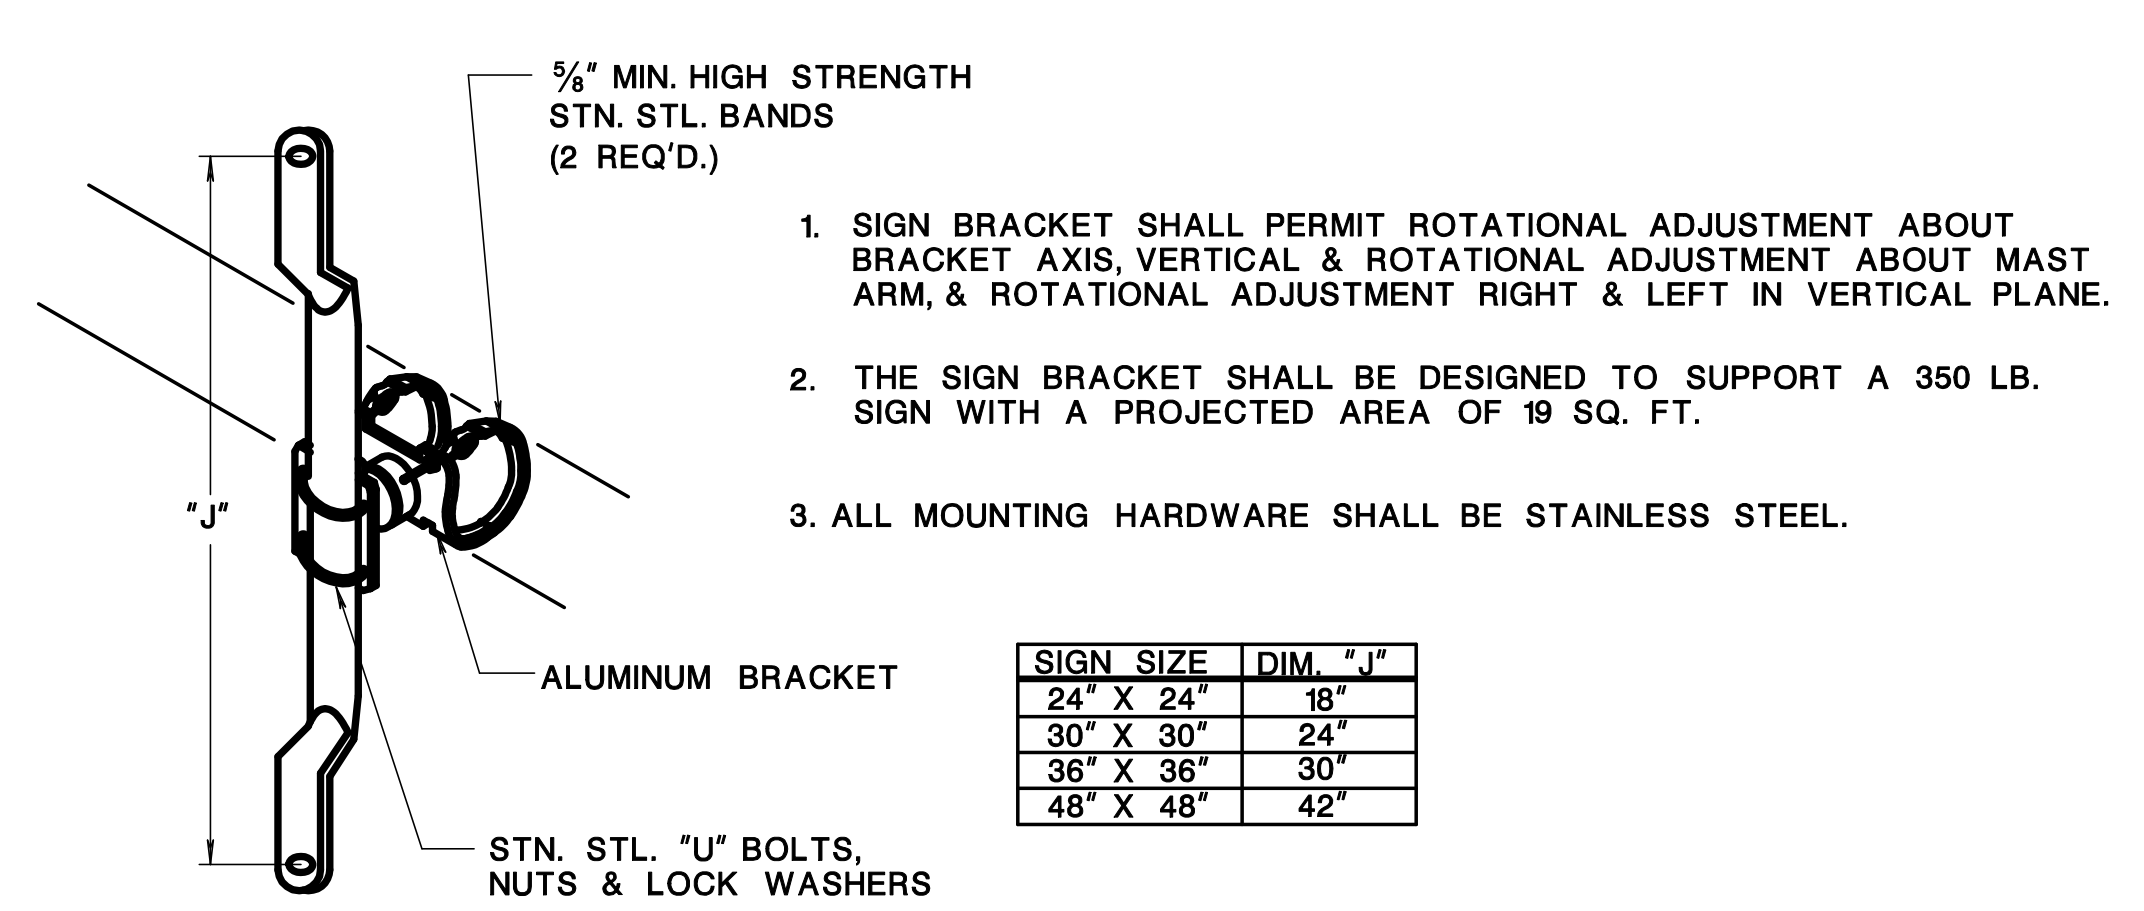 ⅝" MIN. HIGH STRENGTH
STN. STL. BANDS
(2 REQ'D.)
1. SIGN BRACKET SHALL PERMIT ROTATIONAL ADJUSTMENT ABOUT
BRACKET AXIS, VERTICAL & ROTATIONAL ADJUSTMENT ABOUT MAST
ARM, & ROTATIONAL ADJUSTMENT RIGHT & LEFT IN VERTICAL PLANE.
2. THE SIGN BRACKET SHALL BE DESIGNED TO SUPPORT A 350 LB.
SIGN WITH A PROJECTED AREA OF 19 SQ. FT.
3. ALL MOUNTING HARDWARE SHALL BE STAINLESS STEEL.
"J"
ALUMINUM BRACKET
STN. STL. "U" BOLTS,
NUTS & LOCK WASHERS
SIGN SIZE DIM. "J"
24" X 24" 18"
30" X 30" 24"
36" X 36" 30"
48" X 48" 42"